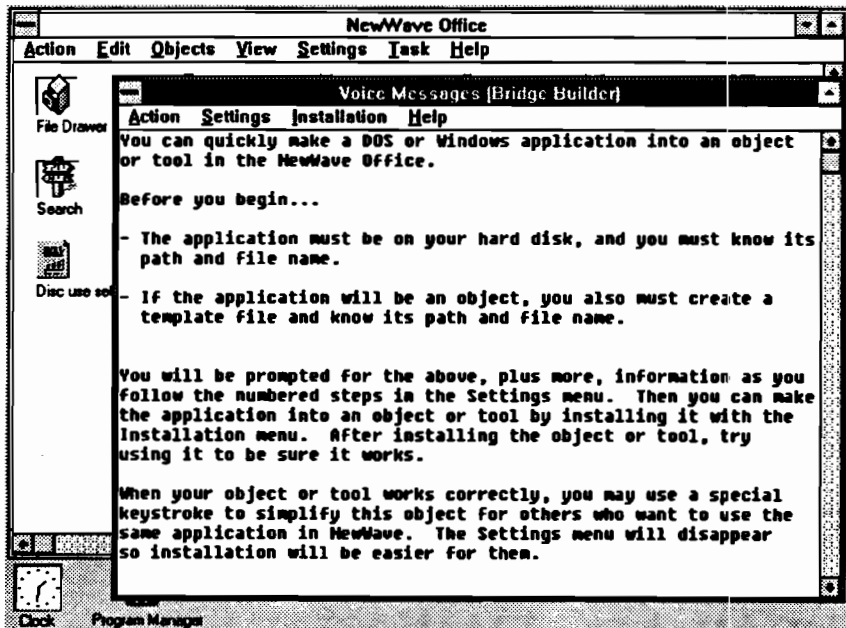 NewWave Office
Action Edit Objects View Settings Task Help
File Drawer
Search
Disc use
Voice Messages (Bridge Builder)
Action Settings Installation Help
You can quickly make a DOS or Windows application into an object
or tool in the NewWave Office.
Before you begin...
- The application must be on your hard disk, and you must know its
path and file name.
- If the application will be an object, you also must create a
template file and know its path and file name.
You will be prompted for the above, plus more, information as you
follow the numbered steps in the Settings menu. Then you can make
the application into an object or tool by installing it with the
Installation menu. After installing the object or tool, try
using it to be sure it works.
When your object or tool works correctly, you may use a special
keystroke to simplify this object for others who want to use the
same application in NewWave. The Settings menu will disappear
so installation will be easier for them.
Clock
Program Manager